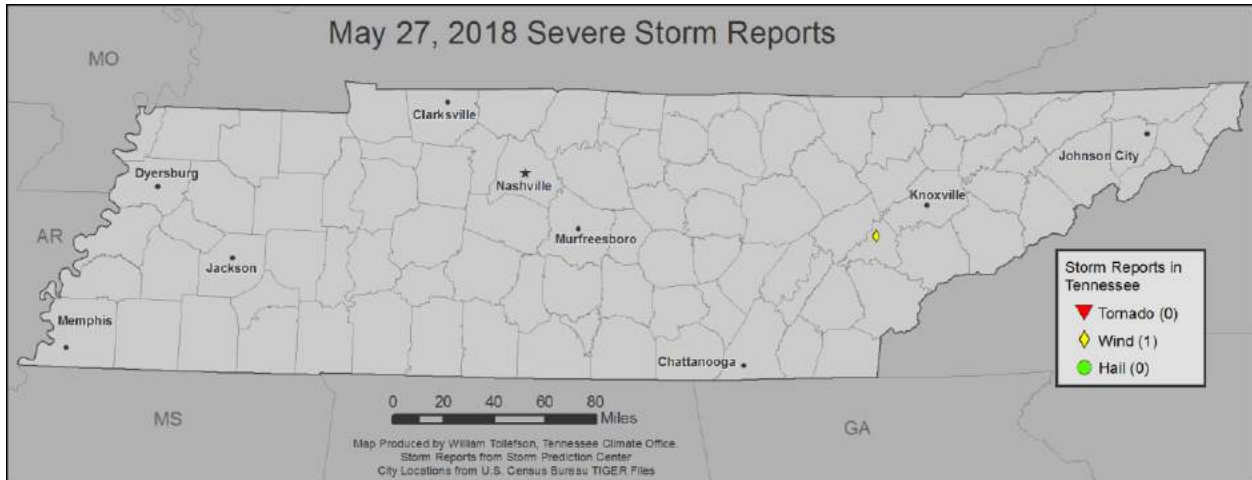 May 27, 2018 Severe Storm Reports
MO
Clarksville
Johnson City
Dyersburg
Nashville
Knoxville
AR
Murfreesboro
Jackson
Storm Reports in
Tennessee
Tornado (0)
Wind (1)
Hail (0)
Memphis
Chattanooga
0 20 40 80
Miles
MS
GA
Map Produced by William Tollefson, Tennessee Climate Office.
Storm Reports from Storm Prediction Center
City Locations from U.S. Census Bureau TIGER Files